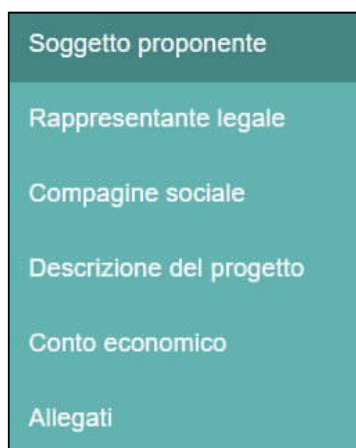 Soggetto proponente
Rappresentante legale
Compagine sociale
Descrizione del progetto
Conto economico
Allegati